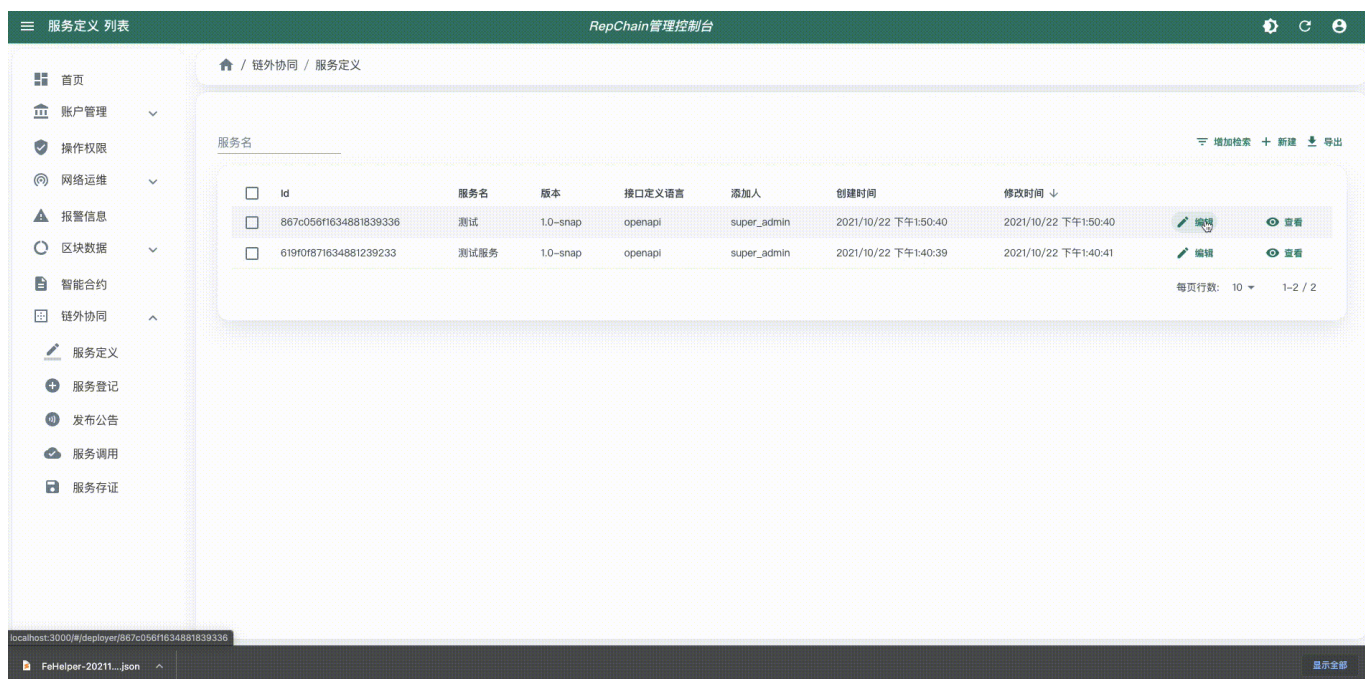 服务定义 列表
RepChain管理控制台
首页
账户管理
操作权限
网络运维
报警信息
区块数据
智能合约
链外协同
服务定义
服务登记
发布公告
服务调用
服务存证
/ 链外协同 / 服务定义
服务名
增加检索 新建 导出
Id 服务名 版本 接口定义语言 添加人 创建时间 修改时间
867c056f1634881839336 测试 1.0-snap openapi super_admin 2021/10/22 下午1:50:40 2021/10/22 下午1:50:40 编辑 查看
619f0f871634881239233 测试服务 1.0-snap openapi super_admin 2021/10/22 下午1:40:39 2021/10/22 下午1:40:41 编辑 查看
每页行数: 10 1-2 / 2
localhost:3000/#/deployer/867c056f1634881839336
FeHelper-20211....json
显示全部